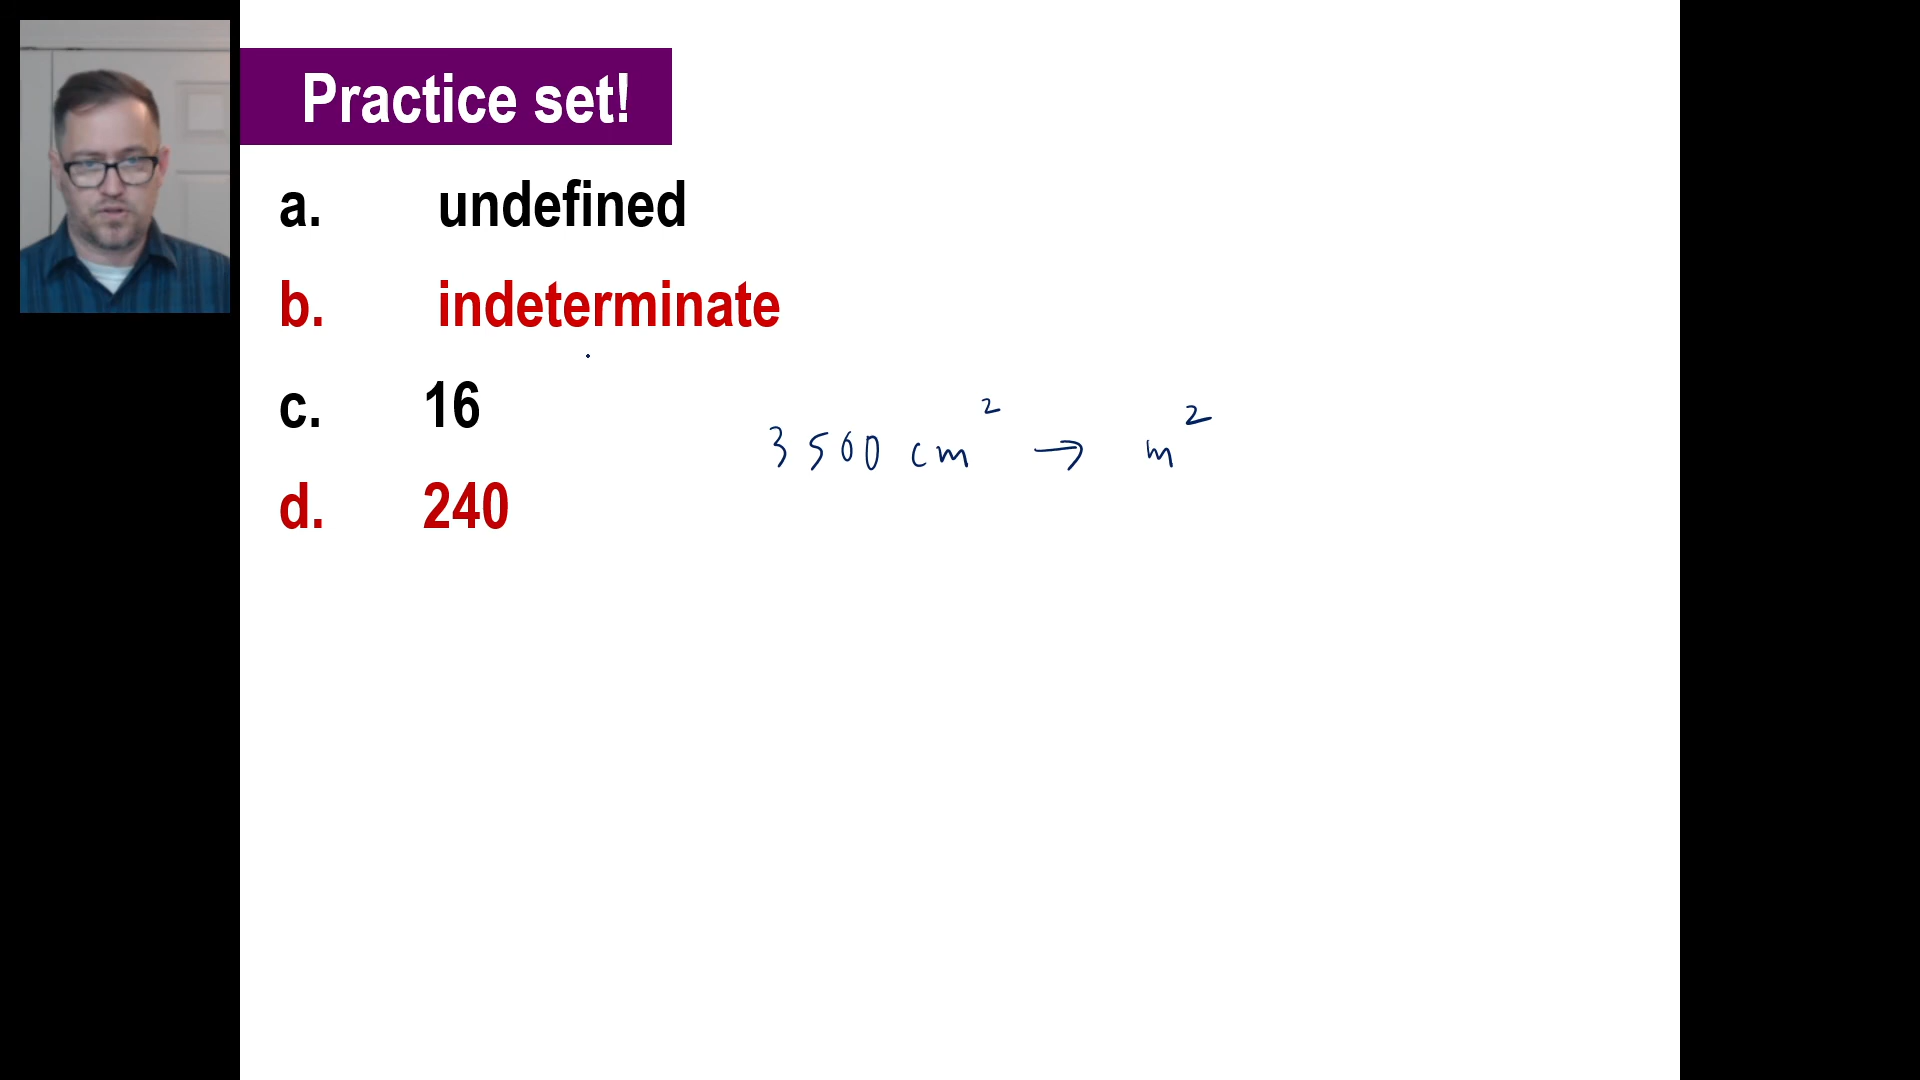 Practice set!
a. undefined
b. indeterminate
c. 16
3500 cm² → m²
d. 240